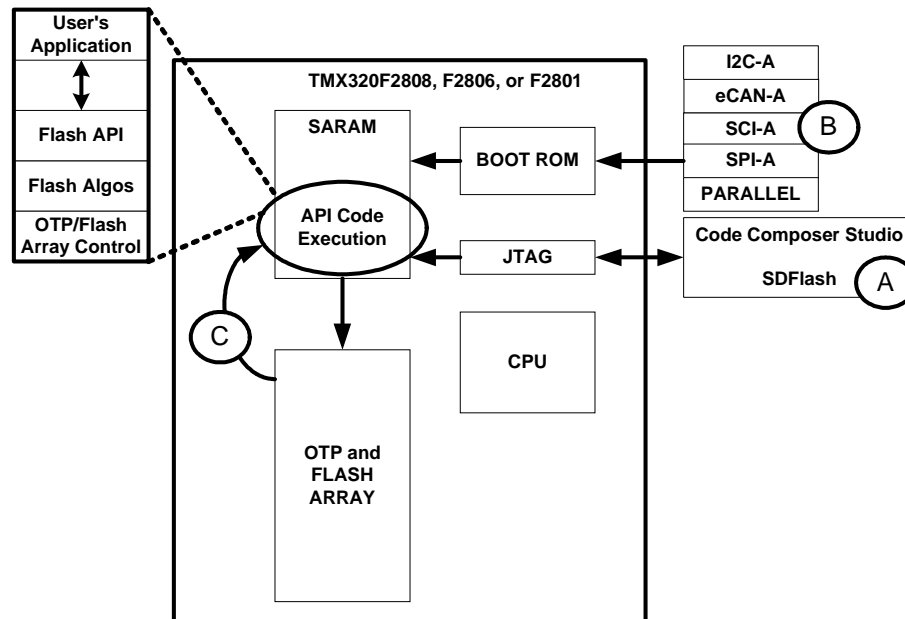 User's
Application
Flash API
Flash Algos
OTP/Flash
Array Control
TMX320F2808, F2806, or F2801
SARAM
API Code
Execution
BOOT ROM
JTAG
CPU
C
OTP and
FLASH
ARRAY
I2C-A
eCAN-A
SCI-A
SPI-A
PARALLEL
B
Code Composer Studio
SDFlash
A